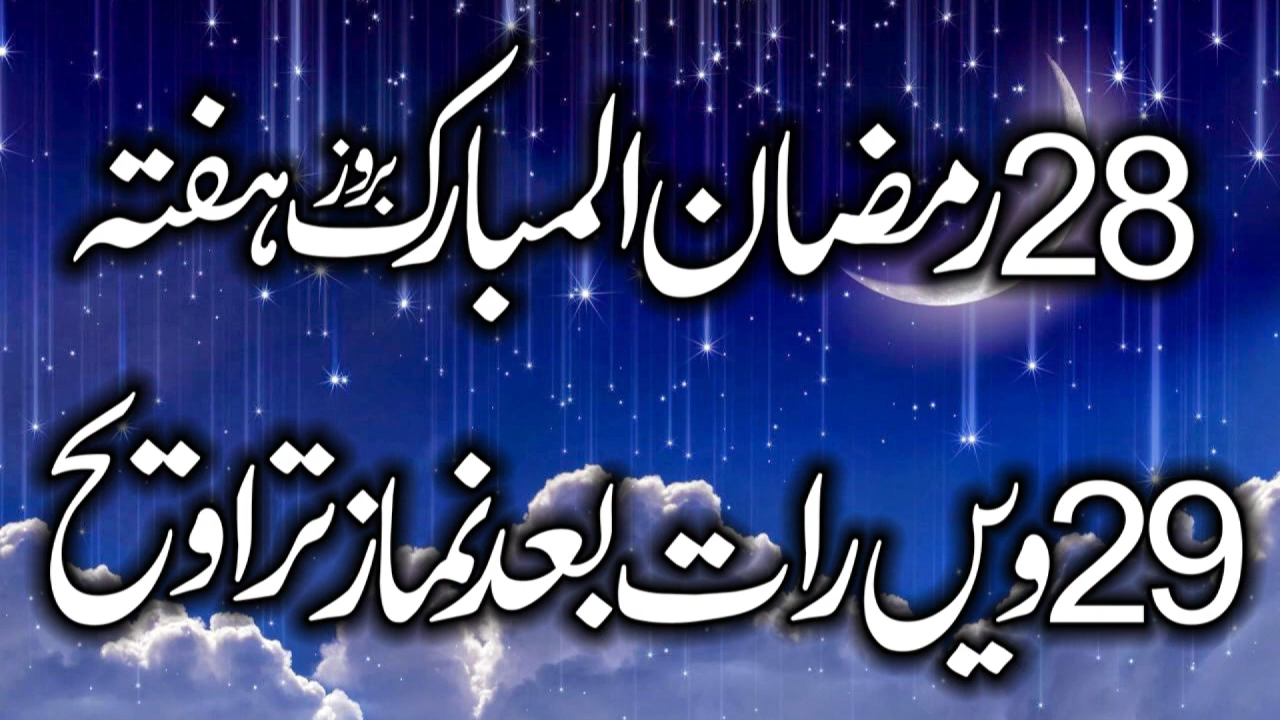 28 رمضان المبارک بروز ہفتہ
29 ویں رات بعد نماز تراویح